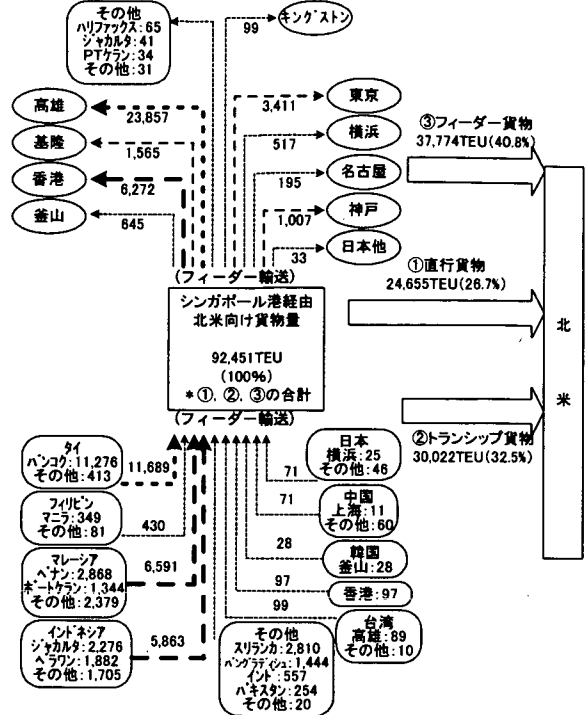 その他
ハリファックス:65
ジャカルタ:41
PTケラン:34
その他:31
99
キングストン
高雄
23,857
基隆
1,565
香港
6,272
釜山
645
3,411
東京
517
横浜
195
名古屋
1,007
神戸
33
日本他
③フィーダー貨物
37,774TEU(40.8%)
①直行貨物
24,655TEU(26.7%)
②トランシップ貨物
30,022TEU(32.5%)
北
米
(フィーダー輸送)
シンガポール港経由
北米向け貨物量
92,451TEU
(100%)
*①、②、③の合計
(フィーダー輸送)
タイ
バンコク:11,276
その他:413
11,689
フィリピン
マニラ:349
その他:81
430
マレーシア
ペナン:2,868
ポートケラン:1,344
その他:2,379
6,591
インドネシア
ジャカルタ:2,276
ベラワン:1,882
その他:1,705
5,863
その他
スリランカ:2,810
バングラディシュ:1,444
インド:557
パキスタン:254
その他:20
71
日本
横浜:25
その他:46
71
中国
上海:11
その他:60
28
韓国
釜山:28
97
香港:97
99
台湾
高雄:89
その他:10